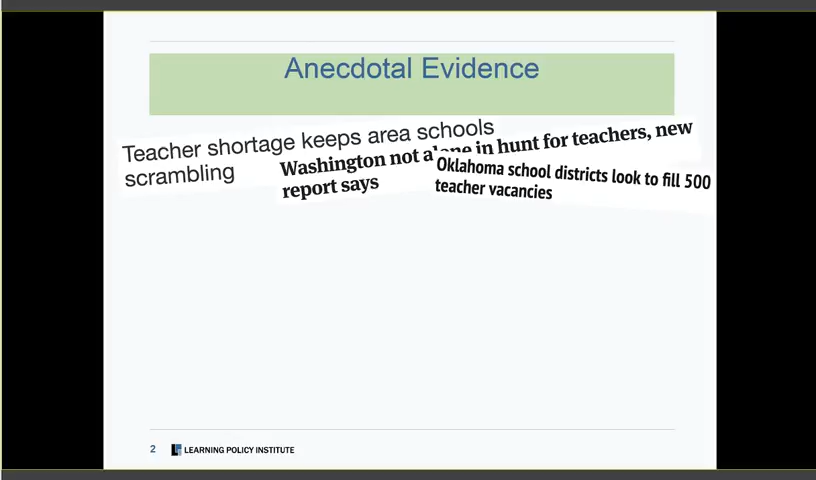 Anecdotal Evidence
Teacher shortage keeps area schools
scrambling
Washington not alone in hunt for teachers, new
report says
Oklahoma school districts look to fill 500
teacher vacancies
2 LEARNING POLICY INSTITUTE